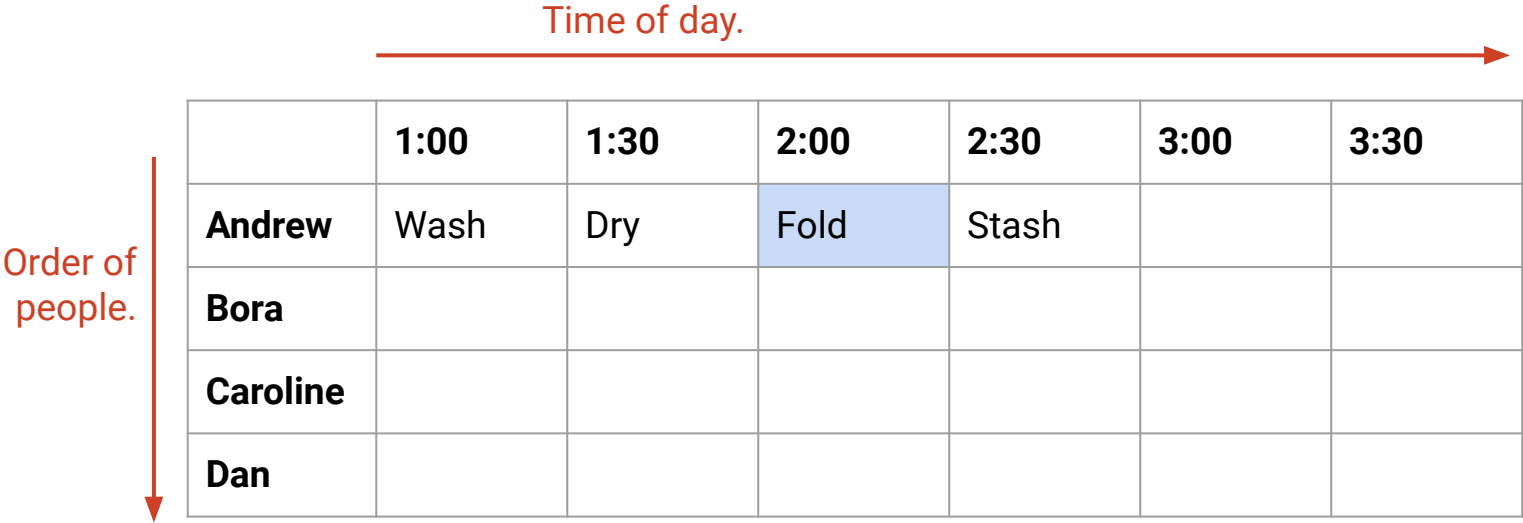 Time of day.
1:00 1:30 2:00 2:30 3:00 3:30
Andrew Wash Dry Fold Stash
Order of
people.
Bora
Caroline
Dan